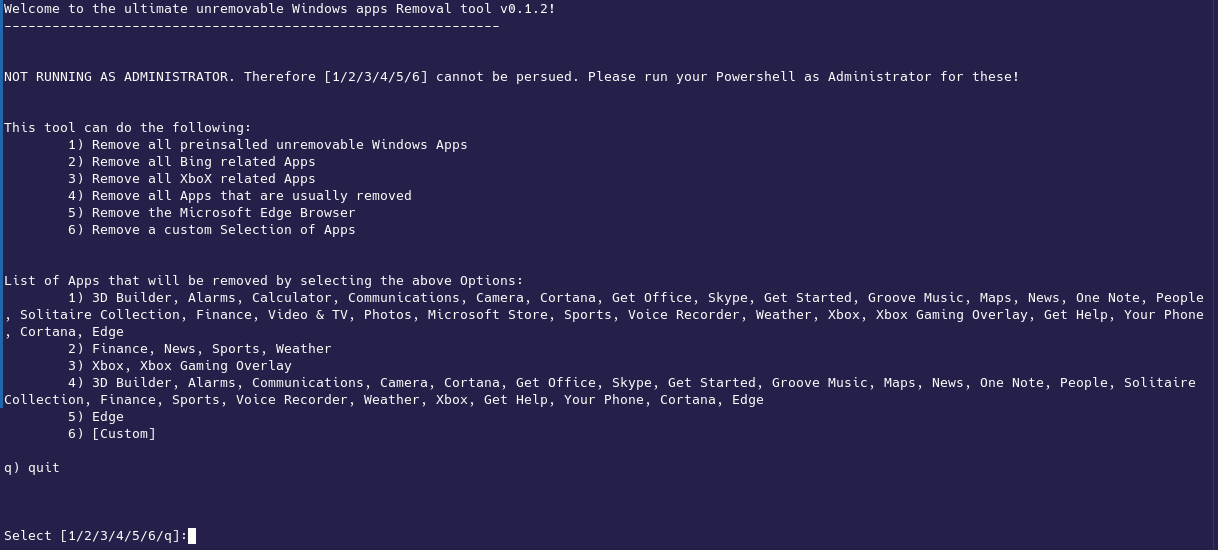 Welcome to the ultimate unremovable Windows apps Removal tool v0.1.2!
--------------------------------------------------------------
NOT RUNNING AS ADMINISTRATOR. Therefore [1/2/3/4/5/6] cannot be persued. Please run your Powershell as Administrator for these!
This tool can do the following:
1) Remove all preinsalled unremovable Windows Apps
2) Remove all Bing related Apps
3) Remove all XboX related Apps
4) Remove all Apps that are usually removed
5) Remove the Microsoft Edge Browser
6) Remove a custom Selection of Apps
List of Apps that will be removed by selecting the above Options:
1) 3D Builder, Alarms, Calculator, Communications, Camera, Cortana, Get Office, Skype, Get Started, Groove Music, Maps, News, One Note, People
, Solitaire Collection, Finance, Video & TV, Photos, Microsoft Store, Sports, Voice Recorder, Weather, Xbox, Xbox Gaming Overlay, Get Help, Your Phone
, Cortana, Edge
2) Finance, News, Sports, Weather
3) Xbox, Xbox Gaming Overlay
4) 3D Builder, Alarms, Communications, Camera, Cortana, Get Office, Skype, Get Started, Groove Music, Maps, News, One Note, People, Solitaire
Collection, Finance, Sports, Voice Recorder, Weather, Xbox, Get Help, Your Phone, Cortana, Edge
5) Edge
6) [Custom]
q) quit
Select [1/2/3/4/5/6/q]: